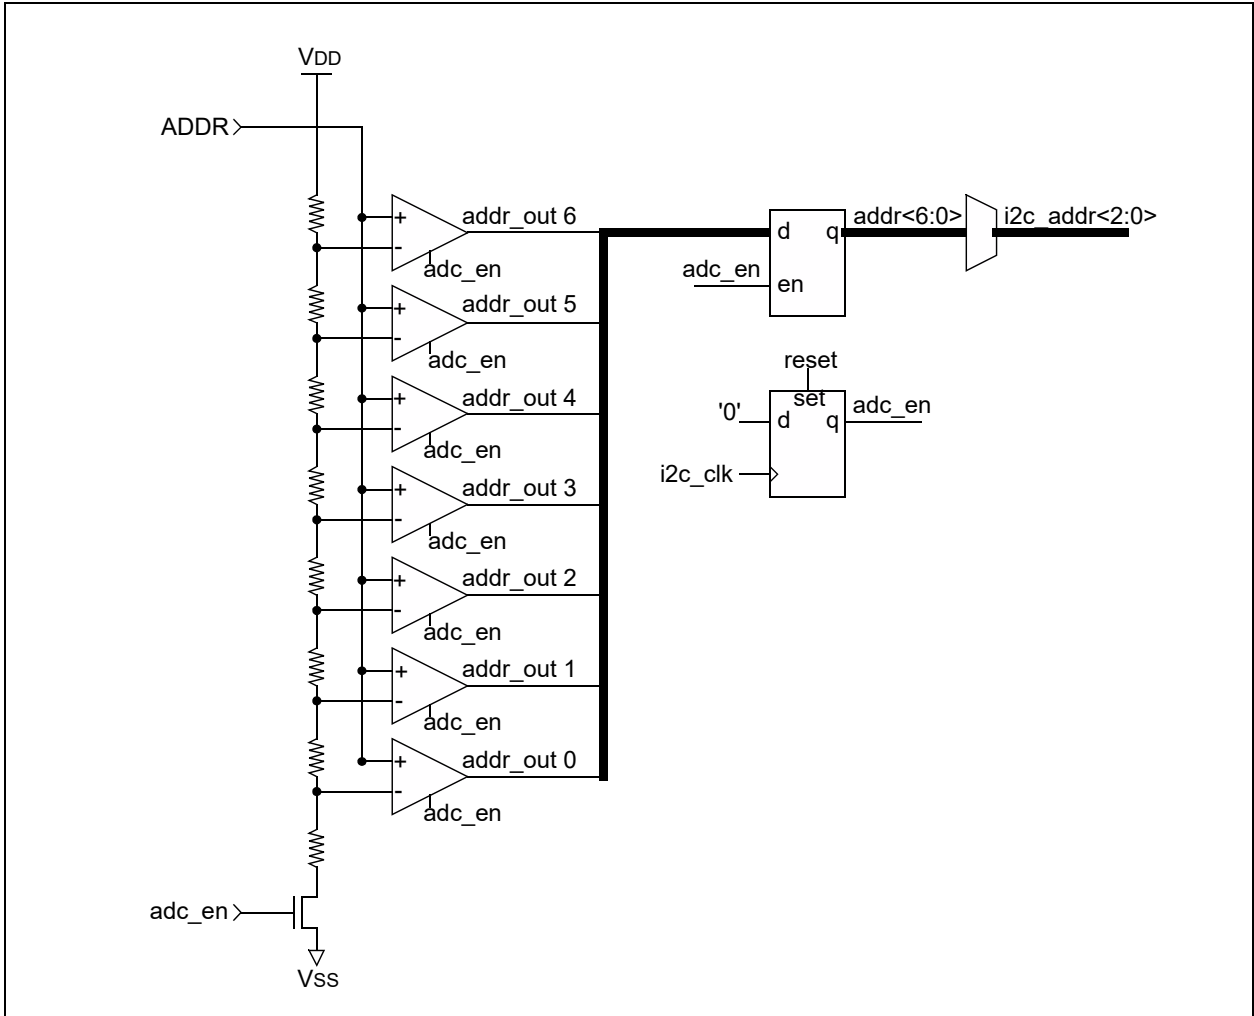 VDD
ADDR
+
-
addr_out 6
adc_en
+
-
addr_out 5
adc_en
+
-
addr_out 4
adc_en
+
-
addr_out 3
adc_en
+
-
addr_out 2
adc_en
+
-
addr_out 1
adc_en
+
-
addr_out 0
adc_en
adc_en
VSS
d q
addr<6:0>
i2c_addr<2:0>
adc_en
en
reset
set
'0'
d q
adc_en
i2c_clk